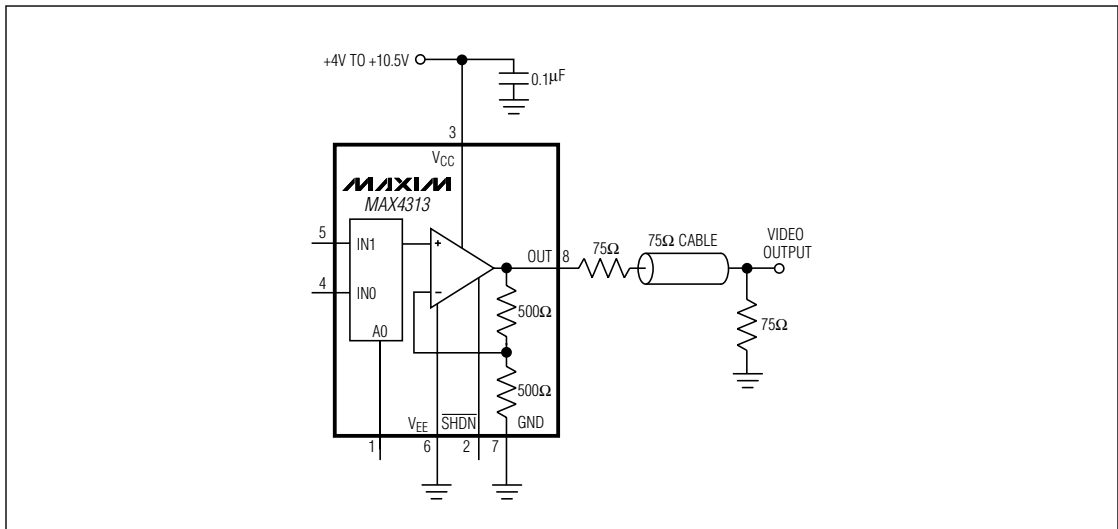 +4V TO +10.5V
0.1μF
3
VCC
MAXIM
MAX4313
5
IN1
4
IN0
A0
OUT
8
75Ω
75Ω CABLE
VIDEO
OUTPUT
500Ω
75Ω
500Ω
VEE
SHDN
GND
1
6
2
7
+
-